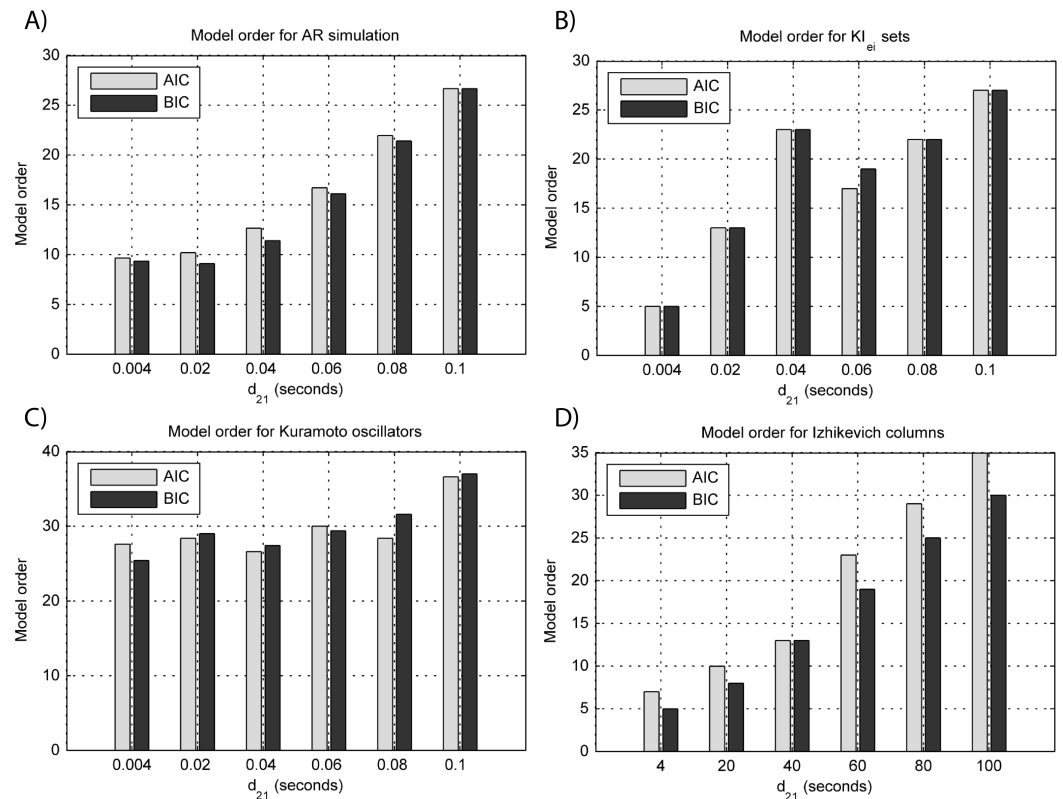 A)
Model order for AR simulation
30
25
20
15
10
5
0
Model order
AIC
BIC
0.004 0.02 0.04 0.06 0.08 0.1
d21 (seconds)
B)
Model order for KIei sets
30
25
20
15
10
5
0
Model order
AIC
BIC
0.004 0.02 0.04 0.06 0.08 0.1
d21 (seconds)
C)
Model order for Kuramoto oscillators
40
30
20
10
0
Model order
AIC
BIC
0.004 0.02 0.04 0.06 0.08 0.1
d21 (seconds)
D)
Model order for Izhikevich columns
35
30
25
20
15
10
5
0
Model order
AIC
BIC
4 20 40 60 80 100
d21 (seconds)